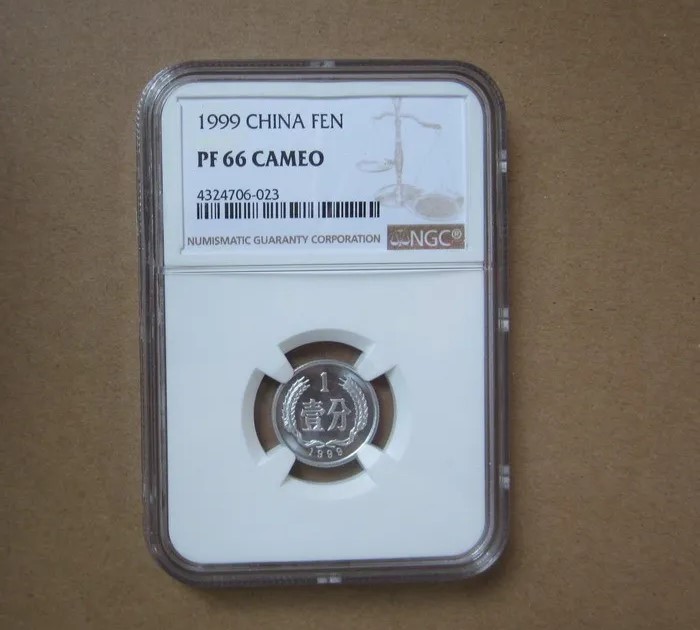 1999 CHINA FEN
PF 66 CAMEO
4324706-023
NUMISMATIC GUARANTY CORPORATION
NGC®
1
壹分
1999